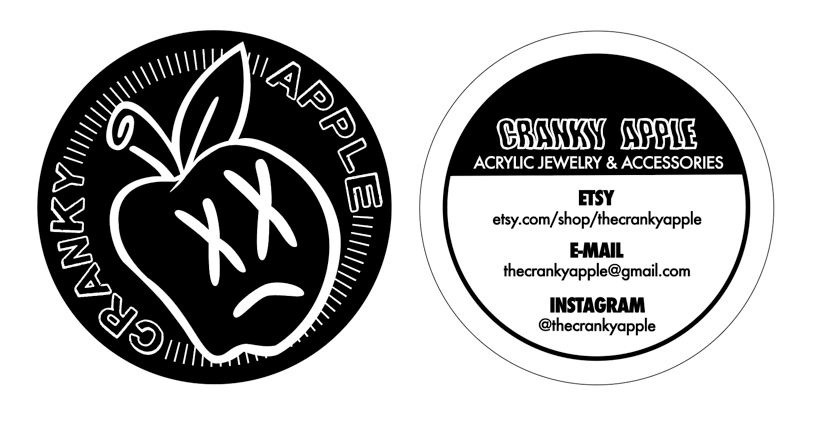 CRANKY APPLE
CRANKY APPLE
ACRYLIC JEWELRY & ACCESSORIES
ETSY
etsy.com/shop/thecrankyapple
E-MAIL
thecrankyapple@gmail.com
INSTAGRAM
@thecrankyapple